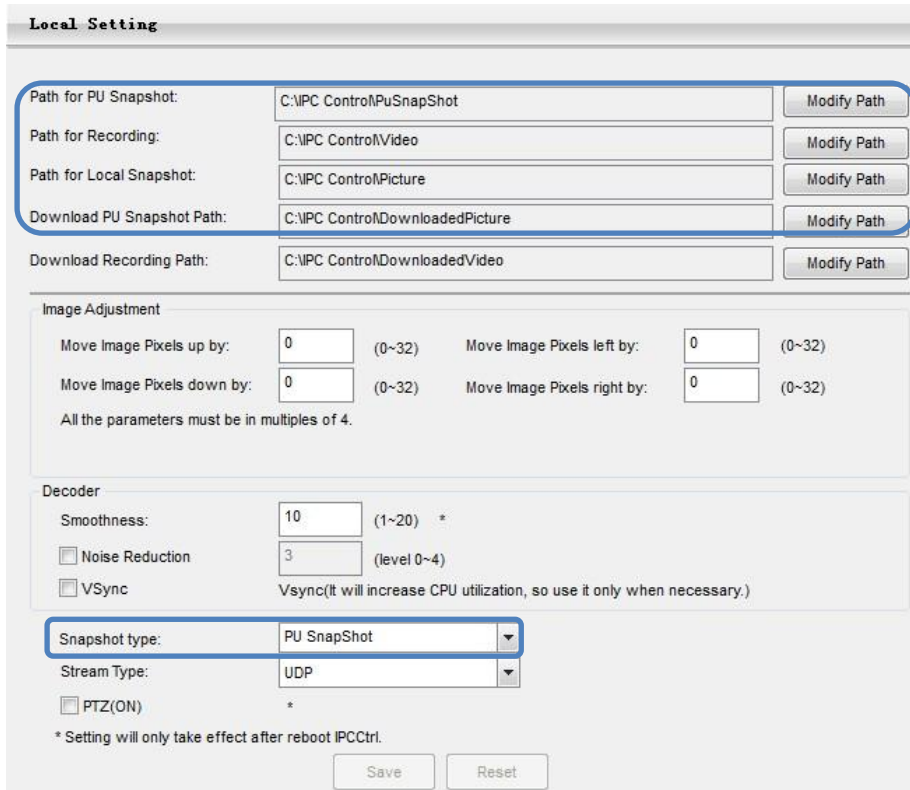 Local Setting
Path for PU Snapshot: C:\IPC Control\PuSnapShot Modify Path
Path for Recording: C:\IPC Control\Video Modify Path
Path for Local Snapshot: C:\IPC Control\Picture Modify Path
Download PU Snapshot Path: C:\IPC Control\DownloadedPicture Modify Path
Download Recording Path: C:\IPC Control\DownloadedVideo Modify Path
Image Adjustment
Move Image Pixels up by: 0 (0~32) Move Image Pixels left by: 0 (0~32)
Move Image Pixels down by: 0 (0~32) Move Image Pixels right by: 0 (0~32)
All the parameters must be in multiples of 4.
Decoder
Smoothness: 10 (1~20) *
Noise Reduction 3 (level 0~4)
VSync Vsync(It will increase CPU utilization, so use it only when necessary.)
Snapshot type: PU SnapShot
Stream Type: UDP
PTZ(ON) *
* Setting will only take effect after reboot IPCCtrl.
Save Reset